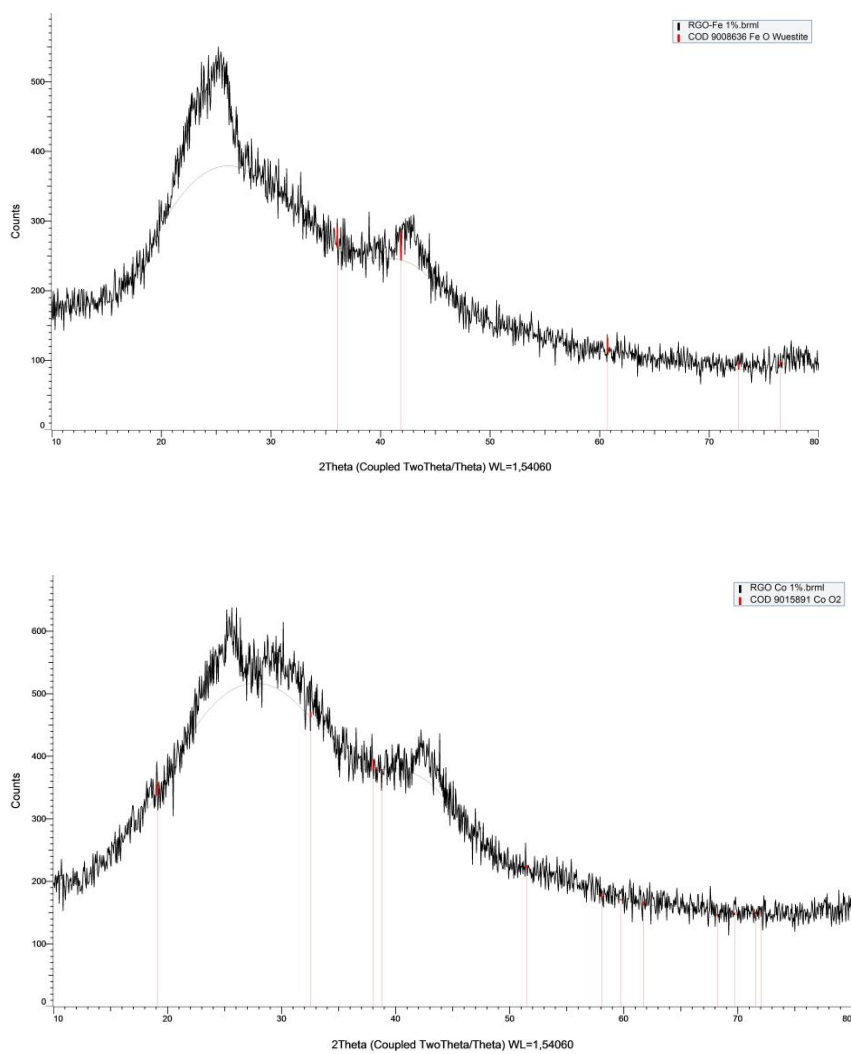 RGO-Fe 1%.brml
COD 9008636 Fe O Wuestite
500
400
300
200
100
0
Counts
10 20 30 40 50 60 70 80
2Theta (Coupled TwoTheta/Theta) WL=1,54060
RGO Co 1%.brml
COD 9015891 Co O2
600
500
400
300
200
100
0
Counts
10 20 30 40 50 60 70 80
2Theta (Coupled TwoTheta/Theta) WL=1,54060